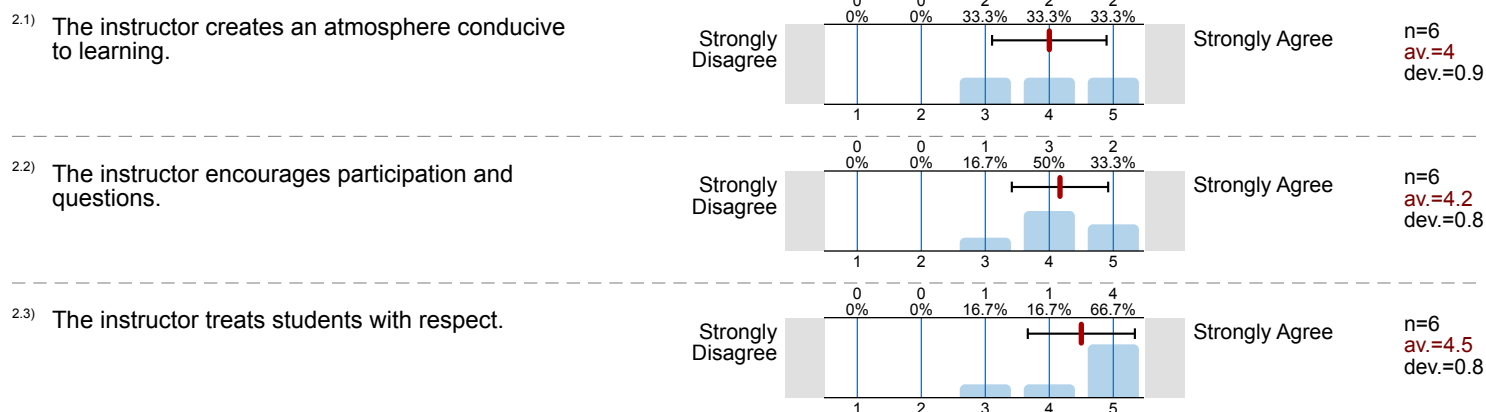 0 0 2 2 2
0% 0% 33.3% 33.3% 33.3%
2.1) The instructor creates an atmosphere conducive
to learning.
Strongly
Disagree
Strongly Agree
n=6
av.=4
dev.=0.9
1 2 3 4 5
0 0 1 3 2
0% 0% 16.7% 50% 33.3%
2.2) The instructor encourages participation and
questions.
Strongly
Disagree
Strongly Agree
n=6
av.=4.2
dev.=0.8
1 2 3 4 5
0 0 1 1 4
0% 0% 16.7% 16.7% 66.7%
2.3) The instructor treats students with respect.
Strongly
Disagree
Strongly Agree
n=6
av.=4.5
dev.=0.8
1 2 3 4 5